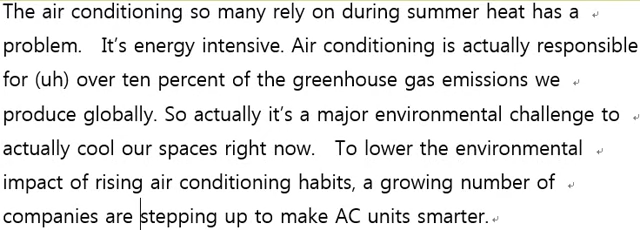 The air conditioning so many rely on during summer heat has a
problem.   It's energy intensive. Air conditioning is actually responsible
for (uh) over ten percent of the greenhouse gas emissions we
produce globally. So actually it's a major environmental challenge to
actually cool our spaces right now.   To lower the environmental
impact of rising air conditioning habits, a growing number of
companies are stepping up to make AC units smarter.